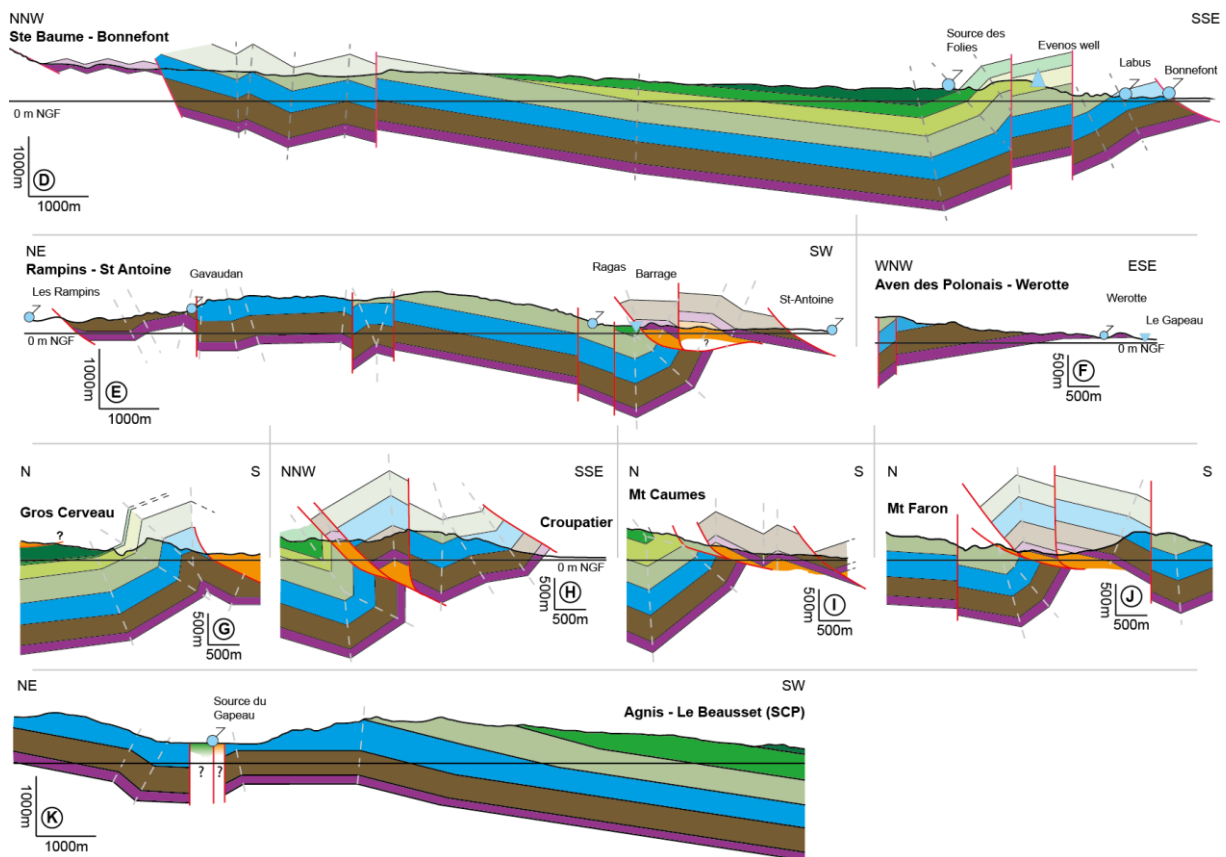 NNW
SSE
Ste Baume - Bonnefont
Source des
Folies
Evenos well
Labus
Bonnefont
0 m NGF
1000m
D
1000m
NE
SW
Rampins - St Antoine
Les Rampins
Gavaudan
Ragas
Barrage
St-Antoine
0 m NGF
?
1000m
E
1000m
WNW
ESE
Aven des Polonais - Werotte
Werotte
Le Gapeau
0 m NGF
500m
F
500m
N
S
Gros Cerveau
?
500m
G
500m
NNW
SSE
Croupatier
0 m NGF
500m
H
500m
N
S
Mt Caumes
500m
I
500m
N
S
Mt Faron
500m
J
500m
NE
SW
Source du
Gapeau
Agnis - Le Beausset (SCP)
? ?
1000m
K
1000m